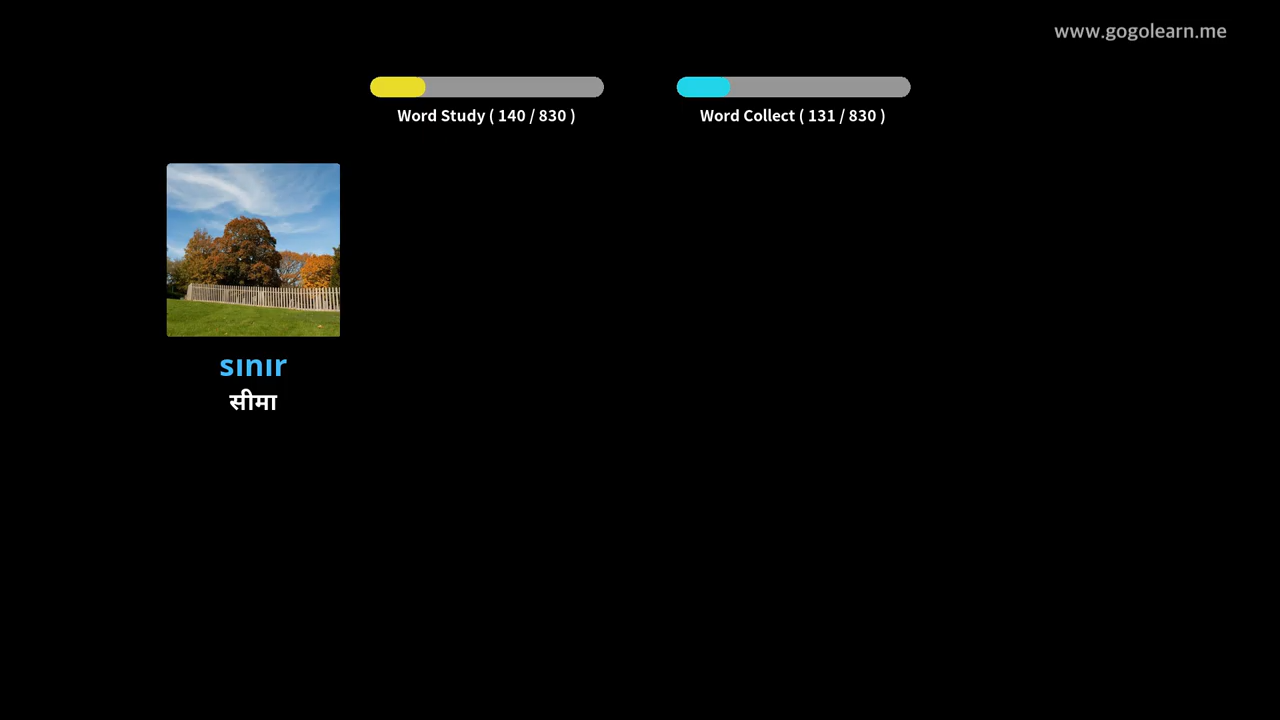 www.gogolearn.me
Word Study ( 140 / 830 )
Word Collect ( 131 / 830 )
sınır
सीमा